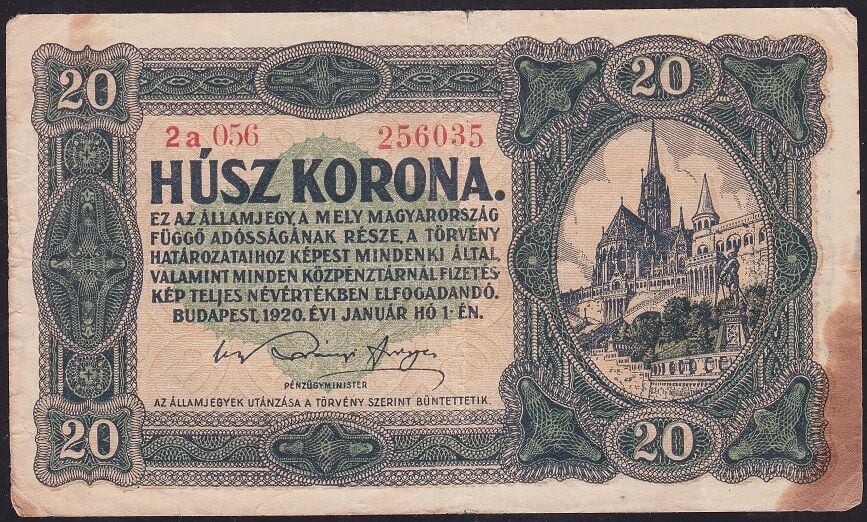 20
20
2a 056 256035
HÚSZ KORONA.
EZ AZ ÁLLAMJEGY, A MELY MAGYARORSZÁG
FÜGGŐ ADÓSSÁGÁNAK RÉSZE, A TÖRVÉNY
HATÁROZATAIHOZ KÉPEST MINDENKI ÁLTAL,
VALAMINT MINDEN KÖZPÉNZTÁRNÁL FIZETÉS-
KÉP TELJES NÉVÉRTÉKBEN ELFOGADANDÓ.
BUDAPEST, 1920. ÉVI JANUÁR HÓ 1-ÉN.
PÉNZÜGYMINISTER
AZ ÁLLAMJEGYEK UTÁNZÁSA A TÖRVÉNY SZERINT BÜNTETTETIK.
20
20